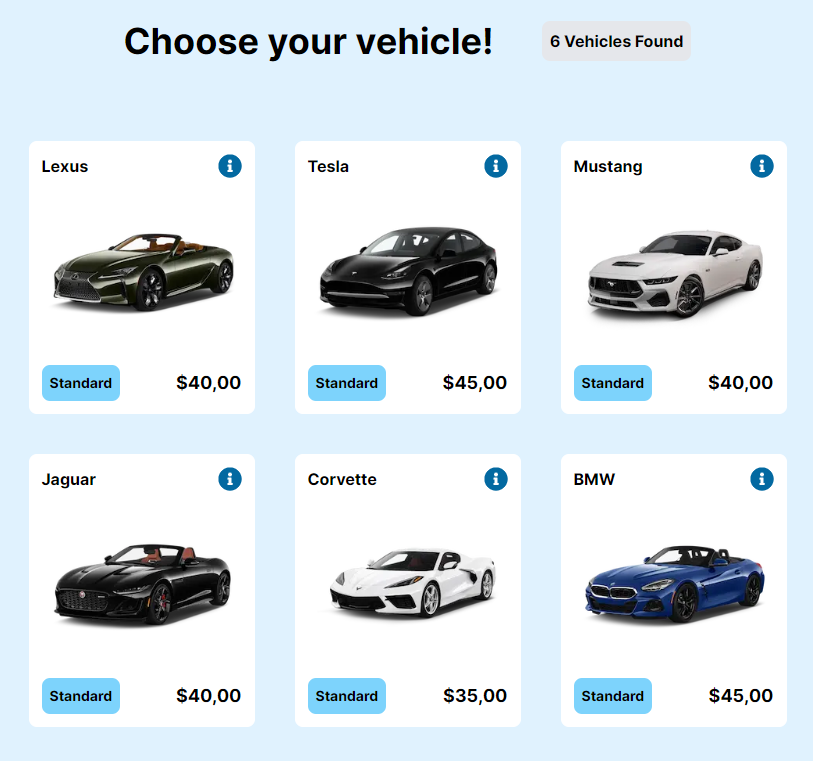 Choose your vehicle!
6 Vehicles Found
Lexus
Tesla
Mustang
Standard
$40,00
Standard
$45,00
Standard
$40,00
Jaguar
Corvette
BMW
Standard
$40,00
Standard
$35,00
Standard
$45,00